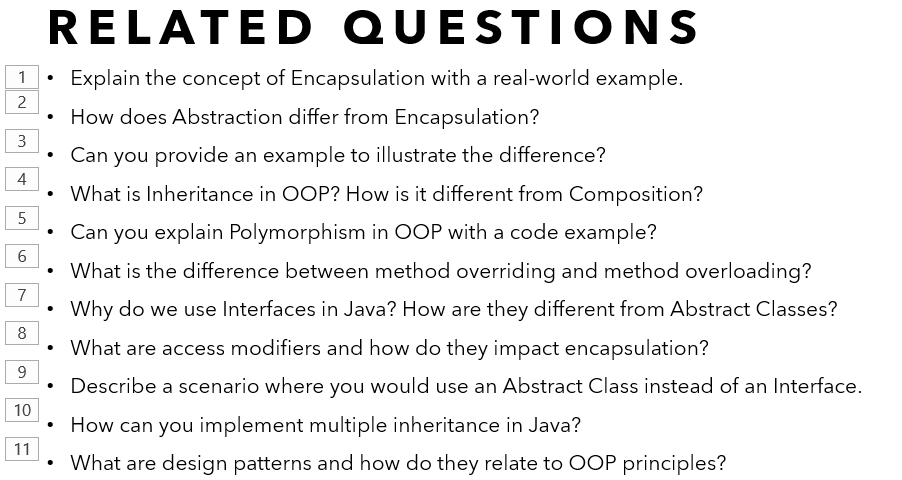 RELATED QUESTIONS
1 • Explain the concept of Encapsulation with a real-world example.
2 • How does Abstraction differ from Encapsulation?
3 • Can you provide an example to illustrate the difference?
4 • What is Inheritance in OOP? How is it different from Composition?
5 • Can you explain Polymorphism in OOP with a code example?
6 • What is the difference between method overriding and method overloading?
7 • Why do we use Interfaces in Java? How are they different from Abstract Classes?
8 • What are access modifiers and how do they impact encapsulation?
9 • Describe a scenario where you would use an Abstract Class instead of an Interface.
10 • How can you implement multiple inheritance in Java?
11 • What are design patterns and how do they relate to OOP principles?